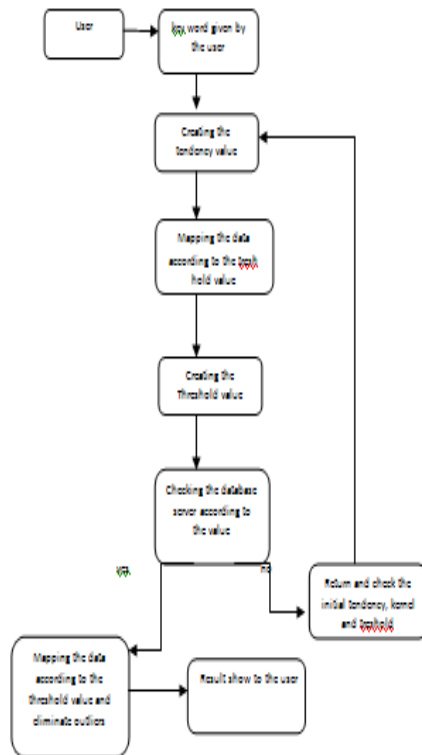 User
key word given by
the user
Creating the
tendency value
Mapping the data
according to the
hold value
Creating the
Threshold value
Checking the database
server according to
the value
yes
no
Return and check the
initial tendency, kernel
and
Mapping the data
according to the
threshold value and
eliminate outliers
Result show to the user